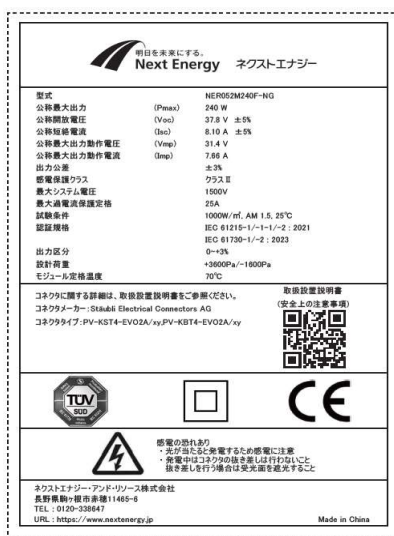 明日を未来にする。
Next Energy ネクストエナジー
型式 NER052M240F-NG
公称最大出力 (Pmax) 240 W
公称開放電圧 (Voc) 37.8 V ±5%
公称短絡電流 (Isc) 8.10 A ±5%
公称最大出力動作電圧 (Vmp) 31.4 V
公称最大出力動作電流 (Imp) 7.66 A
出力公差 ±3%
感電保護クラス クラスⅡ
最大システム電圧 1500V
最大過電流保護定格 25A
試験条件 1000W/㎡, AM 1.5, 25℃
認証規格 IEC 61215-1/-1-1/-2 : 2021
IEC 61730-1/-2 : 2023
出力区分 0~+3%
設計荷重 +3600Pa/-1600Pa
モジュール定格温度 70℃
コネクタに関する詳細は、取扱設置説明書をご参照ください。
コネクタメーカー:Stäubli Electrical Connectors AG
コネクタタイプ:PV-KST4-EVO2A/xy,PV-KBT4-EVO2A/xy
取扱設置説明書
(安全上の注意事項)
TÜV
SÜD
CE
感電の恐れあり
・光が当たると発電するため感電に注意
・発電中はコネクタの抜き差しは行わないこと
抜き差しを行う場合は受光面を遮光すること
ネクストエナジー・アンド・リソース株式会社
長野県駒ヶ根市赤穂11465-6
TEL : 0120-338647
URL : https://www.nextenergy.jp Made in China